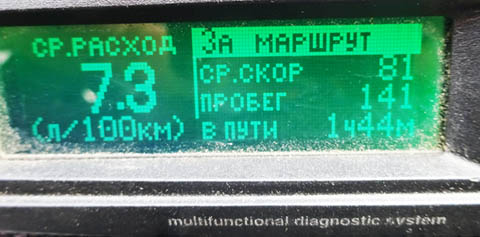 СР.РАСХОД
7.3
(л/100км)
За МАРШРУТ
СР.СКОР 81
ПРОБЕГ 141
В ПУТИ 1ч44м
multifunctional diagnostic system